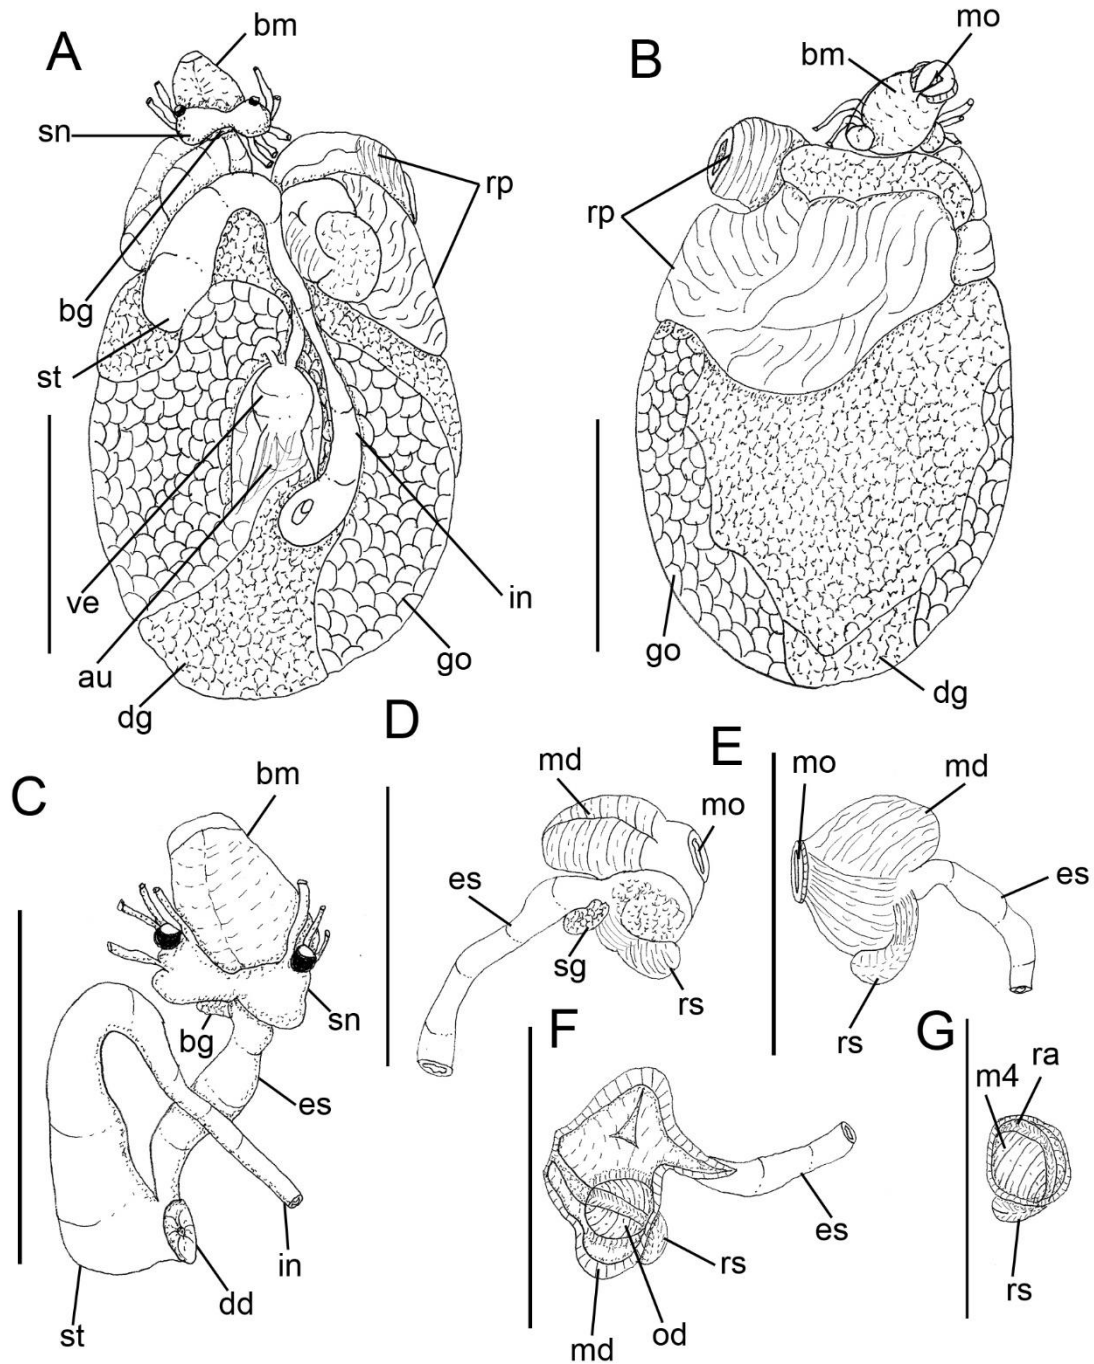 A
bm
sn
rp
bg
st
ve
au
dg
in
go
B
mo
bm
rp
go
dg
C
bm
bg
sn
es
in
dd
st
D
md
mo
es
sg
rs
E
mo
md
es
rs
F
es
rs
od
md
G
m4
ra
rs